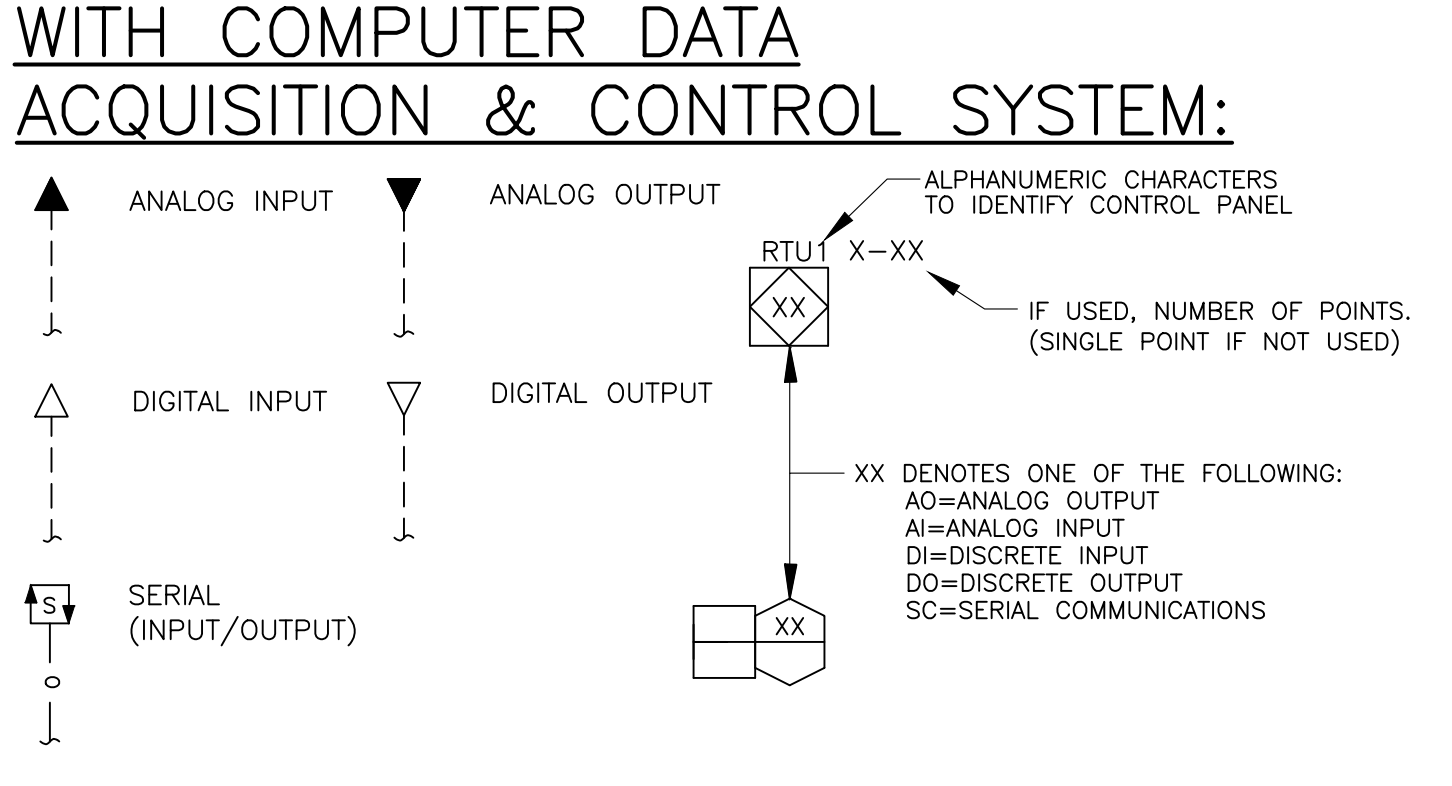 WITH COMPUTER DATA
ACQUISITION & CONTROL SYSTEM:
ANALOG INPUT
ANALOG OUTPUT
ALPHANUMERIC CHARACTERS
TO IDENTIFY CONTROL PANEL
RTU1 X-XX
XX
IF USED, NUMBER OF POINTS.
(SINGLE POINT IF NOT USED)
DIGITAL INPUT
DIGITAL OUTPUT
XX DENOTES ONE OF THE FOLLOWING:
AO=ANALOG OUTPUT
AI=ANALOG INPUT
DI=DISCRETE INPUT
DO=DISCRETE OUTPUT
SC=SERIAL COMMUNICATIONS
S
SERIAL
(INPUT/OUTPUT)
XX